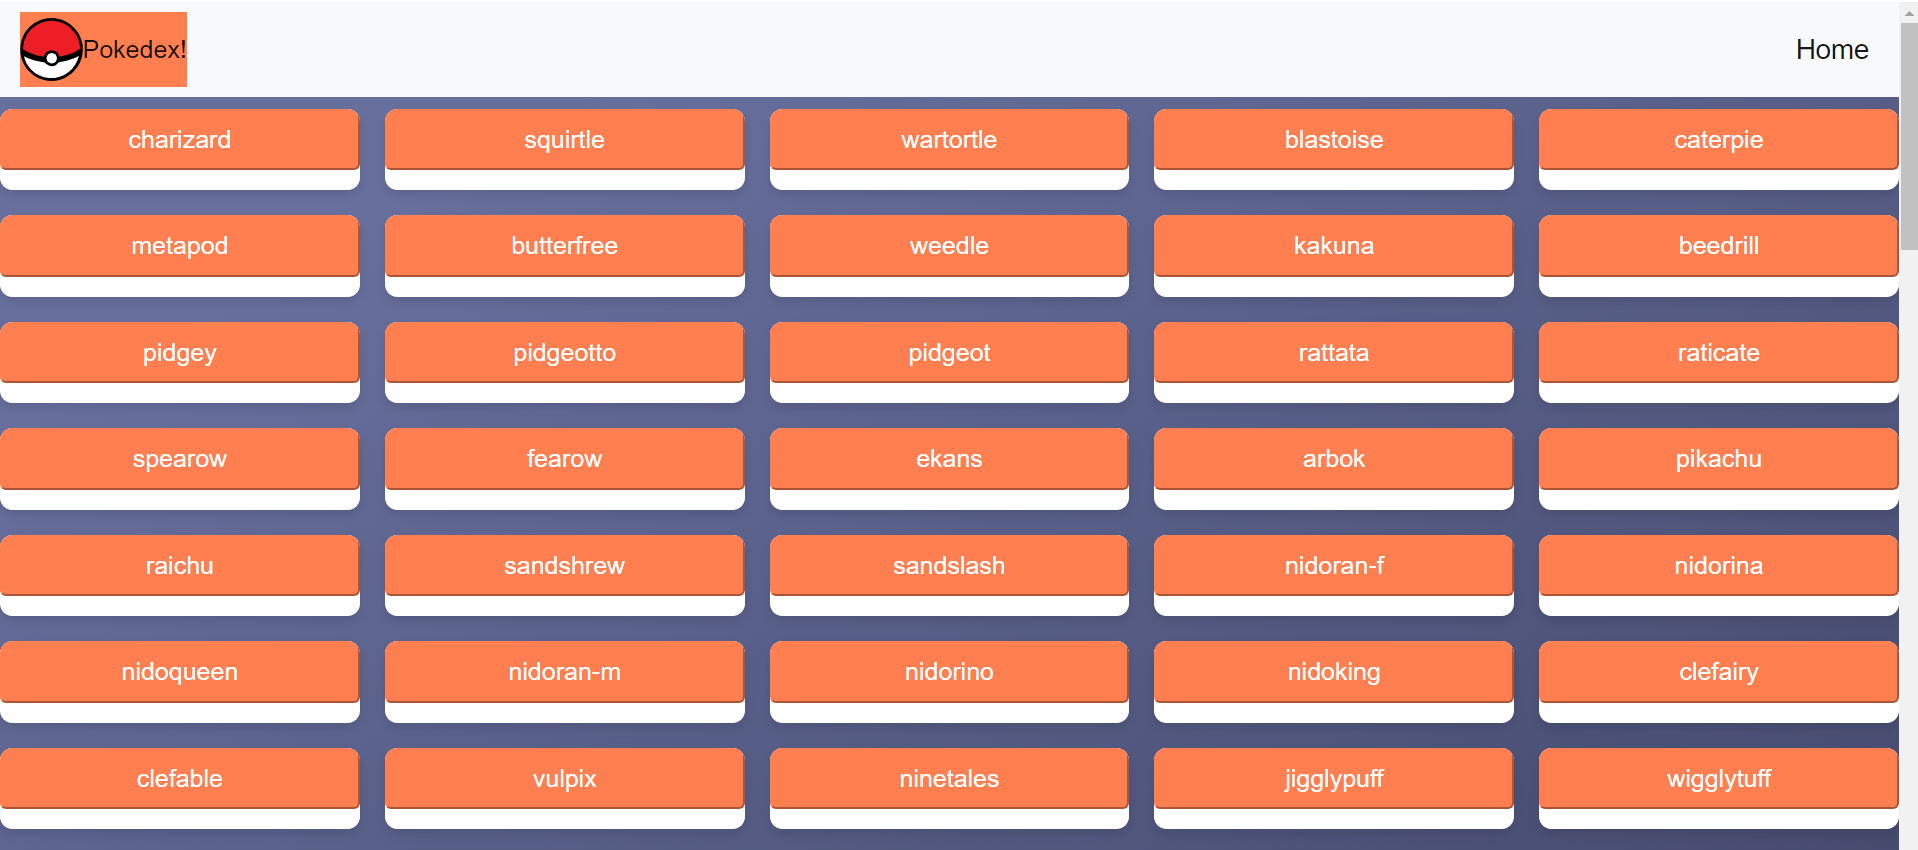 Pokedex! Home
charizard squirtle wartortle blastoise caterpie
metapod butterfree weedle kakuna beedrill
pidgey pidgeotto pidgeot rattata raticate
spearow fearow ekans arbok pikachu
raichu sandshrew sandslash nidoran-f nidorina
nidoqueen nidoran-m nidorino nidoking clefairy
clefable vulpix ninetales jigglypuff wigglytuff